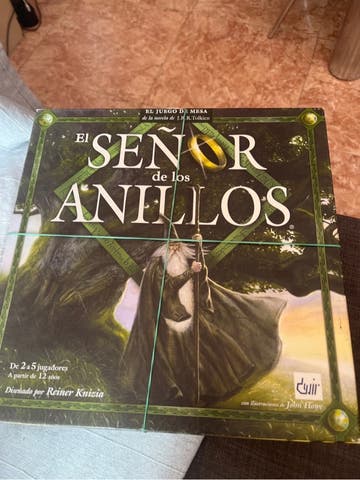 EL JUEGO DE MESA
de la novela de J.R.R. Tolkien
El SEÑOR
de los
ANILLOS
De 2 a 5 jugadores
A partir de 12 años
Diseñado por Reiner Knizia
devir
con ilustraciones de John Howe